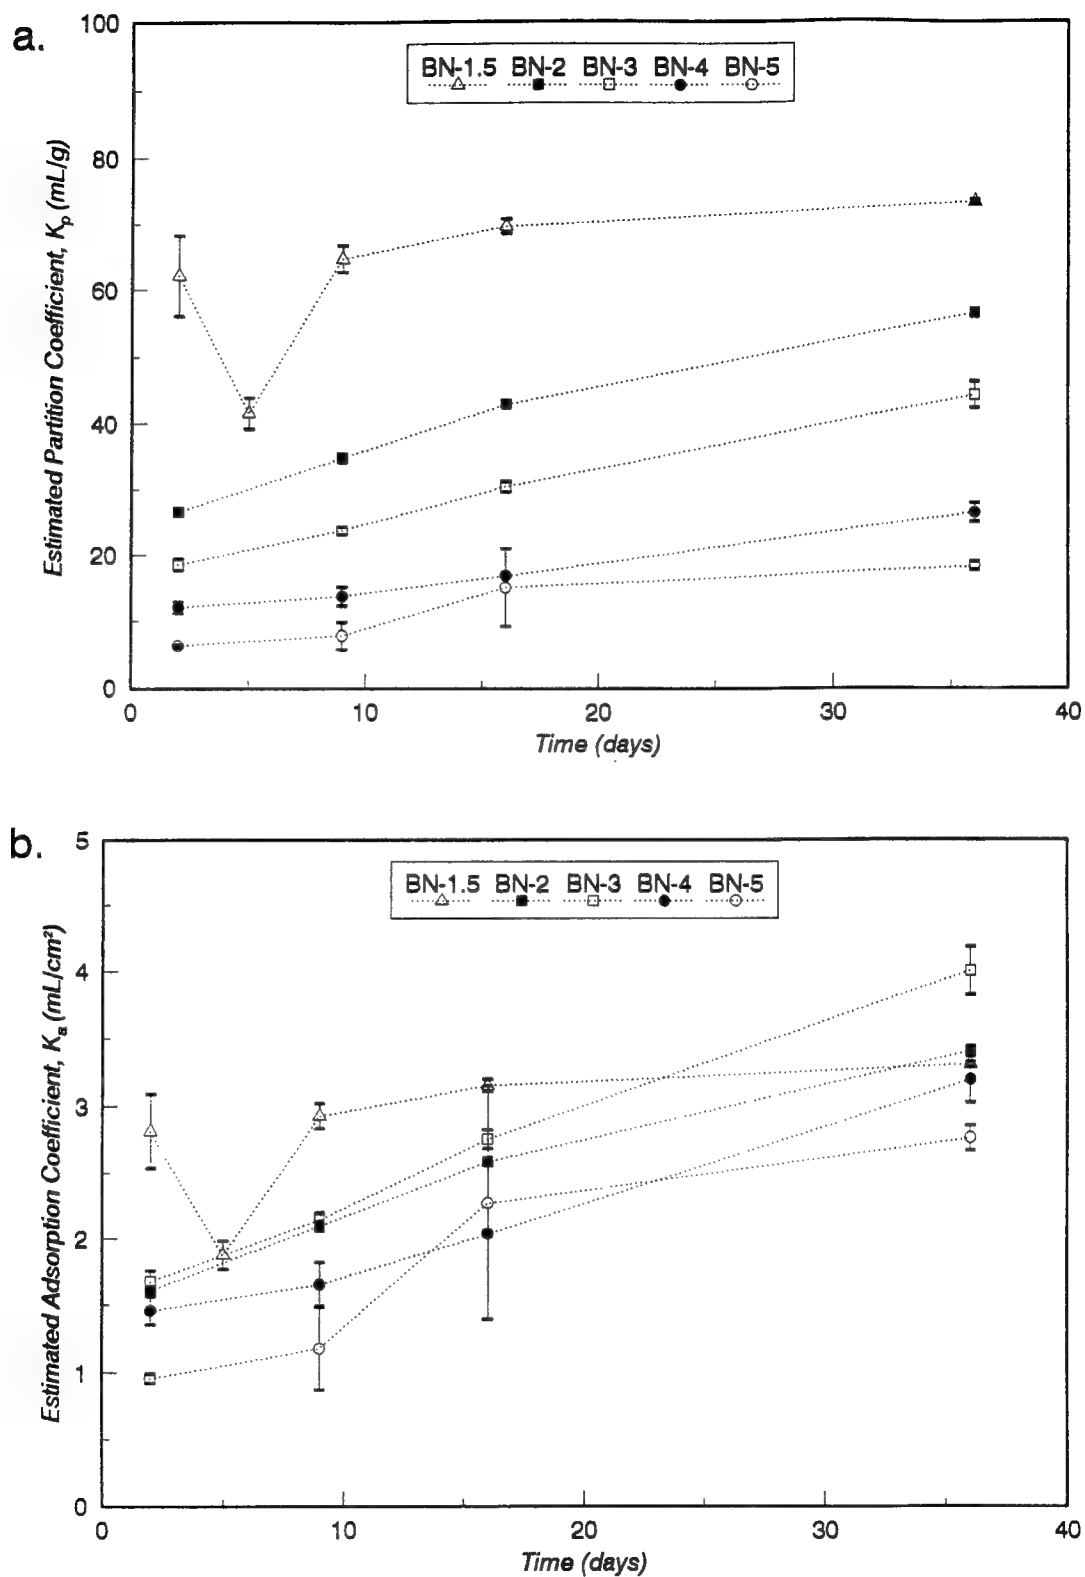 a.
100
80
60
40
20
0
Estimated Partition Coefficient, Kp (mL/g)
BN-1.5 BN-2 BN-3 BN-4 BN-5
0 10 20 30 40
Time (days)
b.
5
4
3
2
1
0
Estimated Adsorption Coefficient, Ka (mL/cm²)
BN-1.5 BN-2 BN-3 BN-4 BN-5
0 10 20 30 40
Time (days)